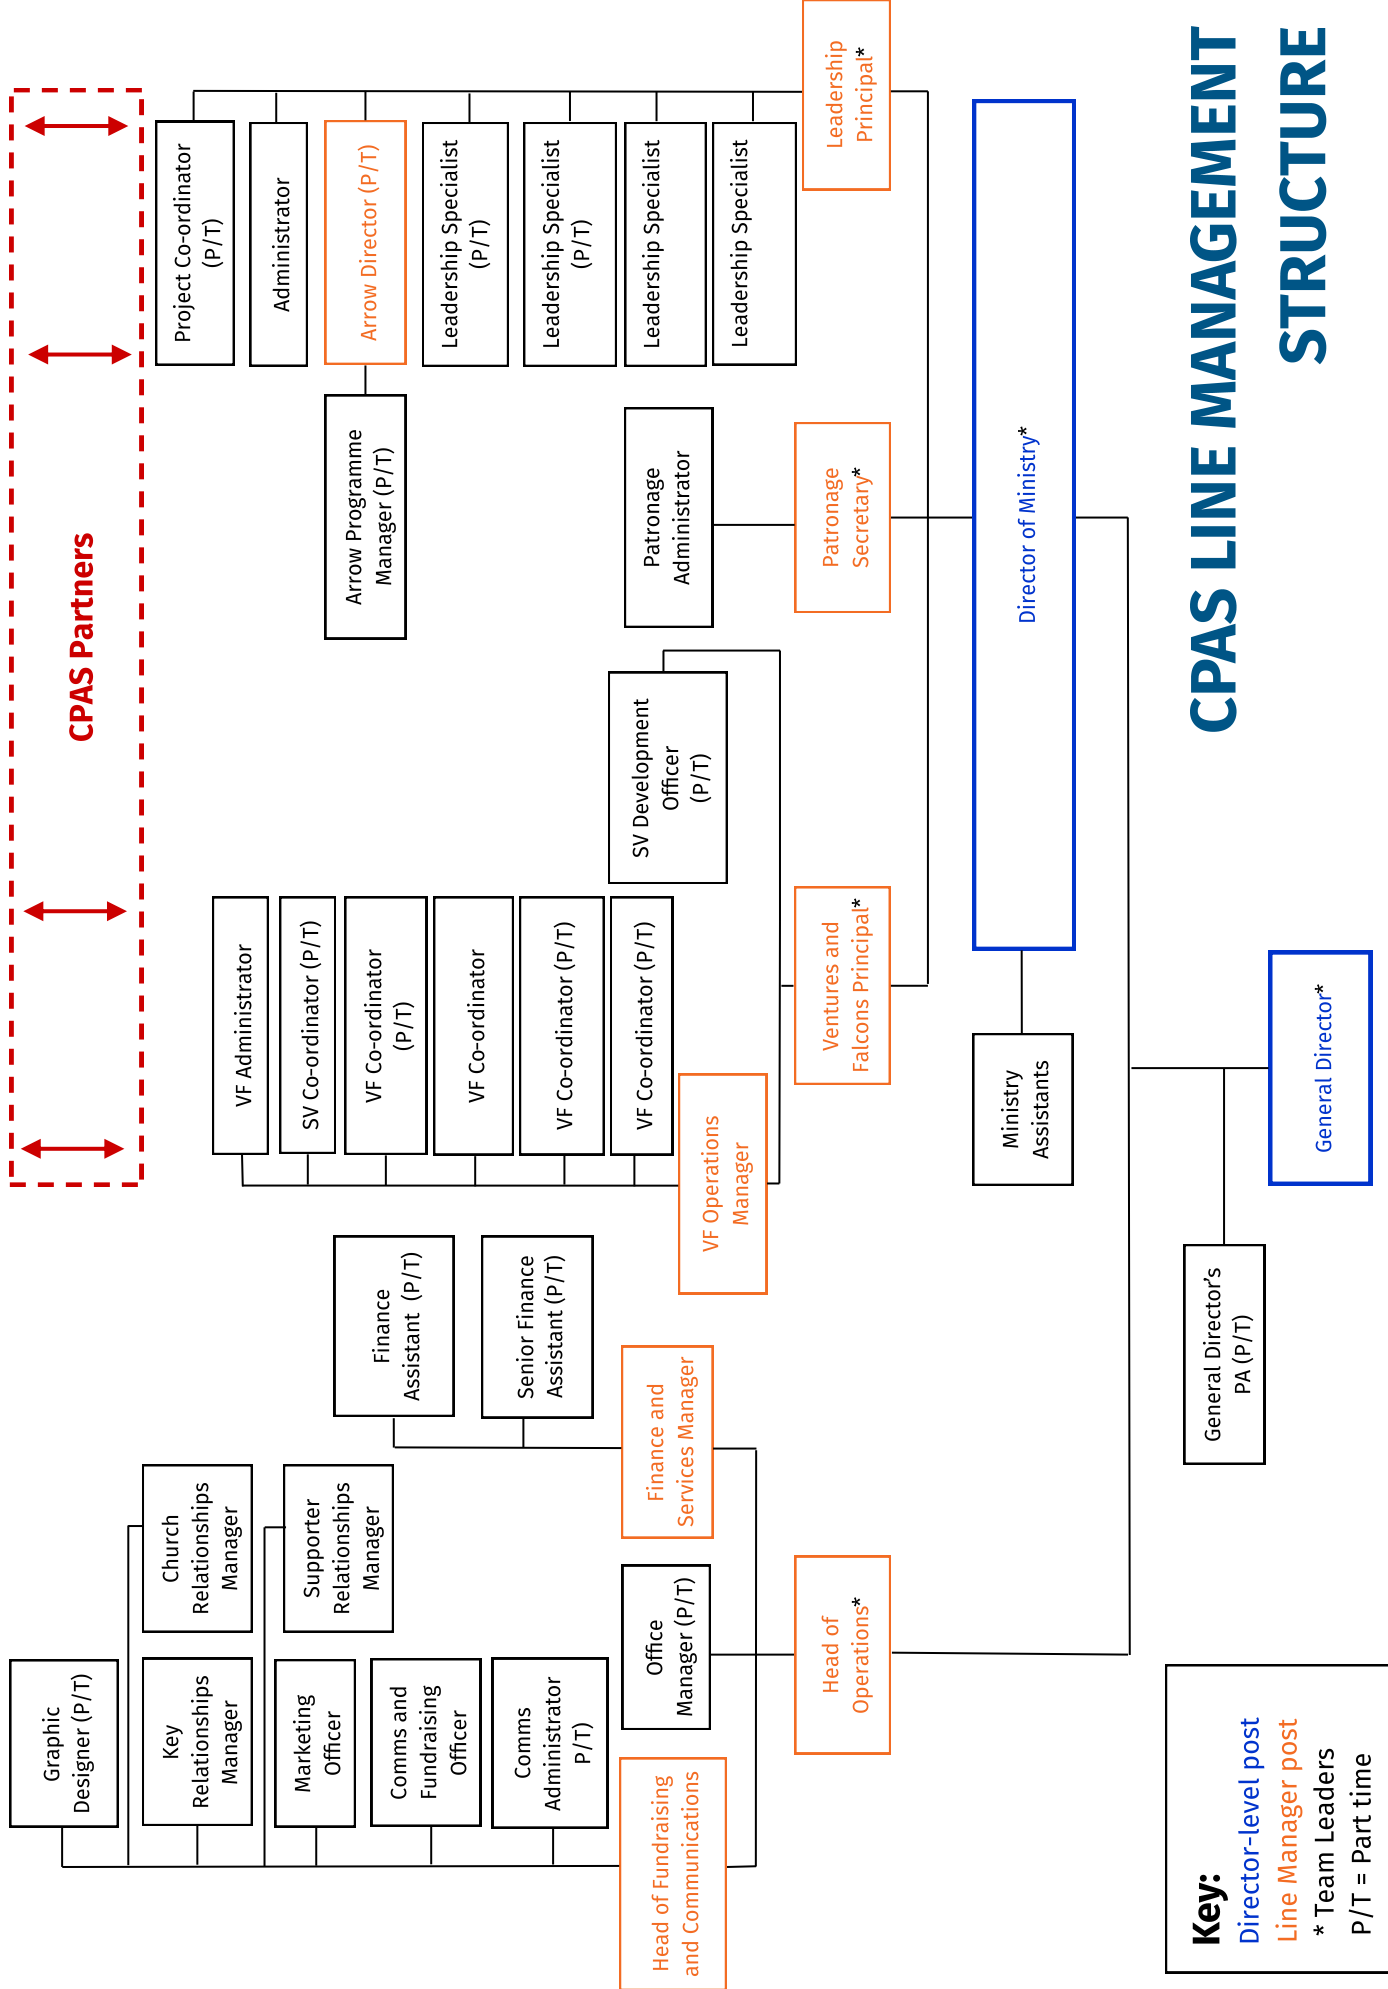 CPAS LINE MANAGEMENT
STRUCTURE
General Director*
General Director’s
PA (P/T)
Director of Ministry*
Ministry
Assistants
Head of
Operations*
Ventures and
Falcons Principal*
Patronage
Secretary*
Leadership
Principal*
Head of Fundraising
and Communications
Office
Manager (P/T)
Finance and
Services Manager
VF Operations
Manager
SV Development
Officer
(P/T)
Patronage
Administrator
Leadership Specialist
Leadership Specialist
Leadership Specialist
(P/T)
Leadership Specialist
(P/T)
Arrow Director (P/T)
Arrow Programme
Manager (P/T)
Administrator
Project Co-ordinator
(P/T)
VF Co-ordinator (P/T)
VF Co-ordinator (P/T)
VF Co-ordinator
VF Co-ordinator
(P/T)
SV Co-ordinator (P/T)
VF Administrator
Senior Finance
Assistant (P/T)
Finance
Assistant (P/T)
Comms
Administrator
P/T)
Comms and
Fundraising
Officer
Marketing
Officer
Supporter
Relationships
Manager
Key
Relationships
Manager
Church
Relationships
Manager
Graphic
Designer (P/T)
CPAS Partners
Key:
Director-level post
Line Manager post
* Team Leaders
P/T = Part time